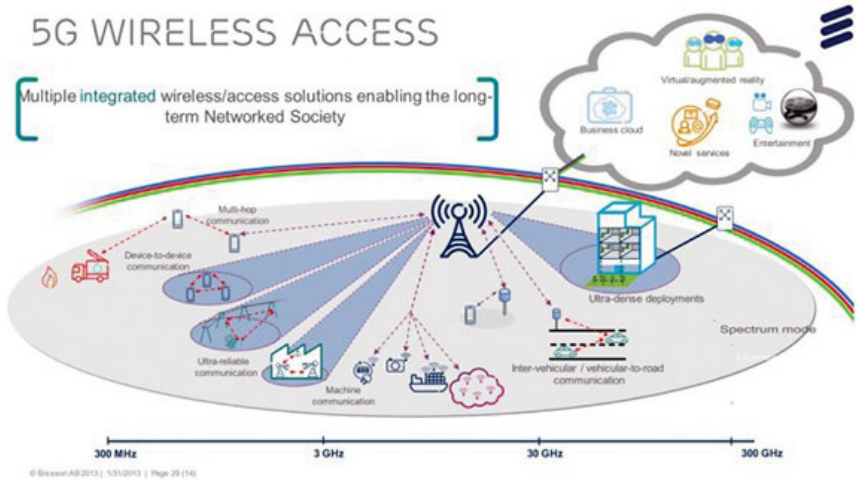 5G WIRELESS ACCESS
Multiple integrated wireless/access solutions enabling the long-
term Networked Society
Virtual/augmented reality
Business cloud
Novel services
Entertainment
Multi-hop
communication
Device-to-device
communication
Ultra-dense deployments
Spectrum mode
Ultra-reliable
communication
Inter-vehicular / vehicular-to-road
communication
Machine
communication
300 MHz
3 GHz
30 GHz
300 GHz
© Ericsson AB 2013 | 1/31/2013 | Page 28 (14)